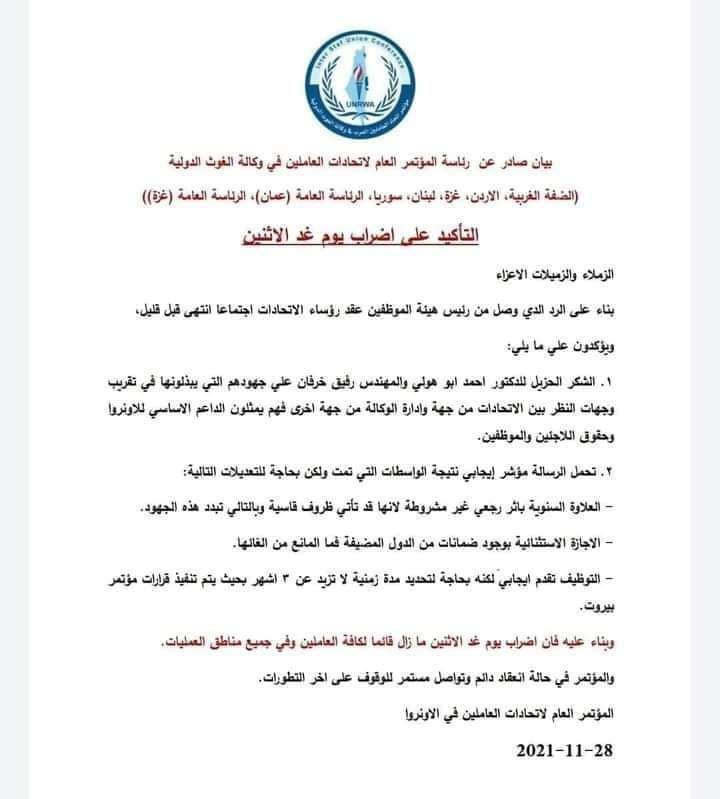 Inter Staf Union Conference
UNRWA
مؤتمر اتحاد العاملين العرب في وكالة الغوث الدولية
بيان صادر عن رئاسة المؤتمر العام لاتحادات العاملين في وكالة الغوث الدولية
(الضفة الغربية، الاردن، غزة، لبنان، سوريا، الرئاسة العامة (عمان)، الرئاسة العامة (غزة))
التأكيد على اضراب يوم غد الاثنين
الزملاء والزميلات الاعزاء
بناء على الرد الدي وصل من رئيس هيئة الموظفين عقد رؤساء الاتحادات اجتماعا انتهى قبل قليل،
ويؤكدون علي ما يلي:
١. الشكر الحزيل للدكتور احمد ابو هولي والمهندس رفيق خرفان علي جهودهم التي يبذلونها في تقريب
وجهات النظر بين الاتحادات من جهة وادارة الوكالة من جهة اخرى فهم يمثلون الداعم الاساسي للاونروا
وحقوق اللاجئين والموظفين.
٢. تحمل الرسالة مؤشر إيجابي نتيجة الواسطات التي تمت ولكن بحاجة للتعديلات التالية:
– العلاوة السنوية باثر رجعي غير مشروطة لانها قد تأتي ظروف قاسية وبالتالي تبدد هذه الجهود.
– الاجازة الاستثنائية بوجود ضمانات من الدول المضيفة فما المانع من الغائها.
– التوظيف تقدم ايجابي لكنه بحاجة لتحديد مدة زمنية لا تزيد عن ٣ اشهر بحيث يتم تنفيذ قرارات مؤتمر
بيروت.
وبناء عليه فان اضراب يوم غد الاثنين ما زال قائما لكافة العاملين وفي جميع مناطق العمليات.
والمؤتمر في حالة انعقاد دائم وتواصل مستمر للوقوف على اخر التطورات.
المؤتمر العام لاتحادات العاملين في الاونروا
2021-11-28